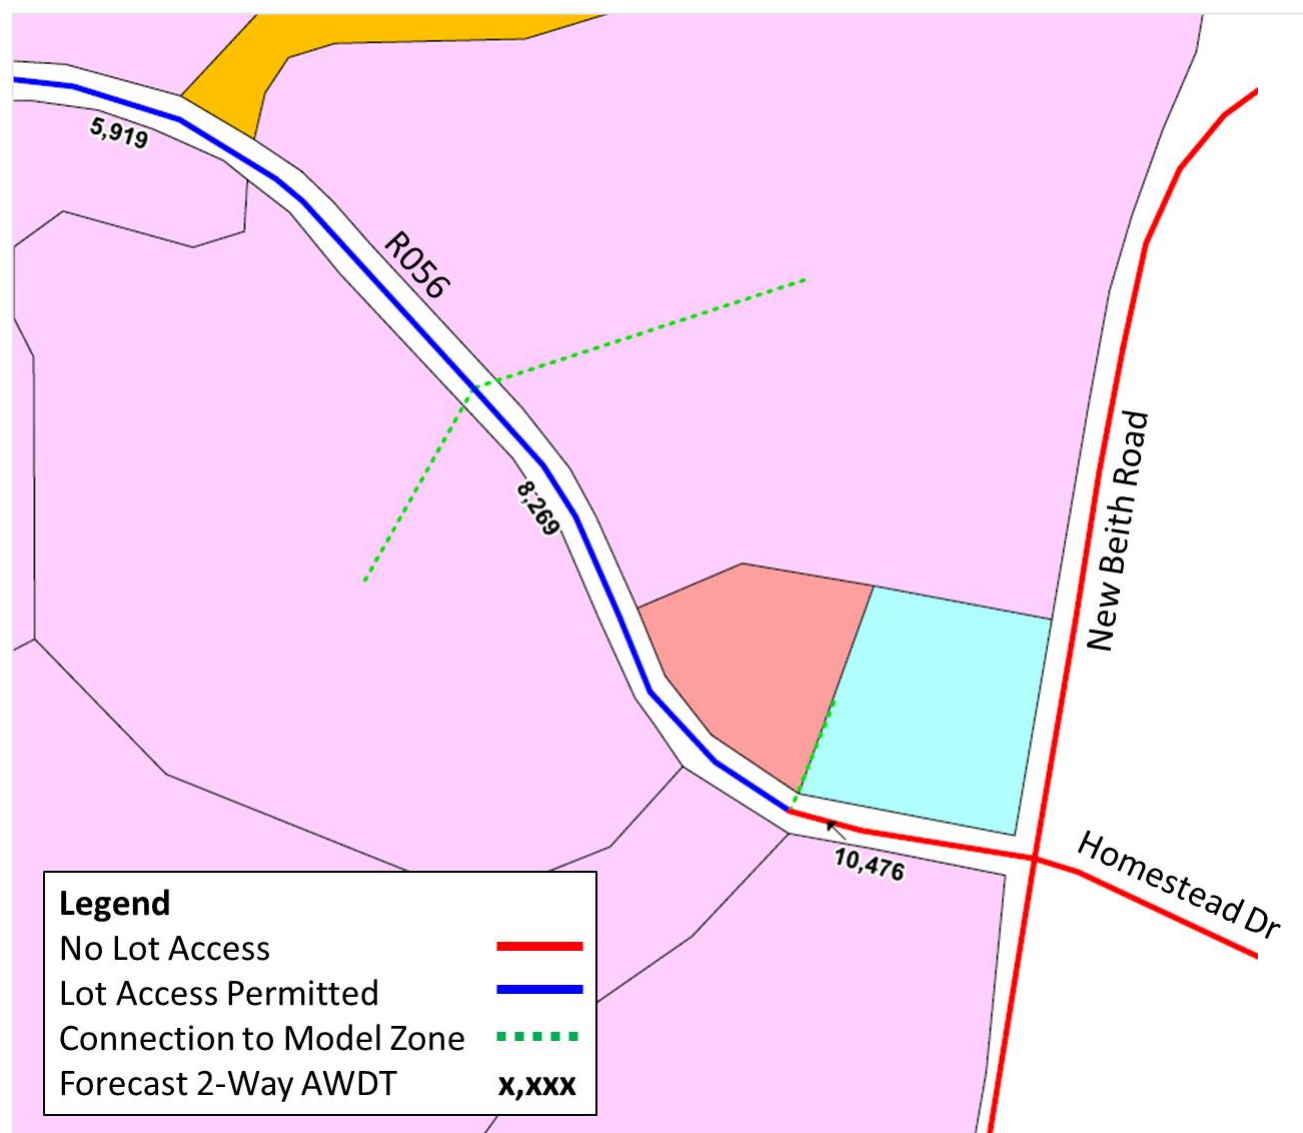 5,919
R056
8,269
New Beith Road
10,476
Homestead Dr
Legend
No Lot Access
Lot Access Permitted
Connection to Model Zone
Forecast 2-Way AWDT x,xxx